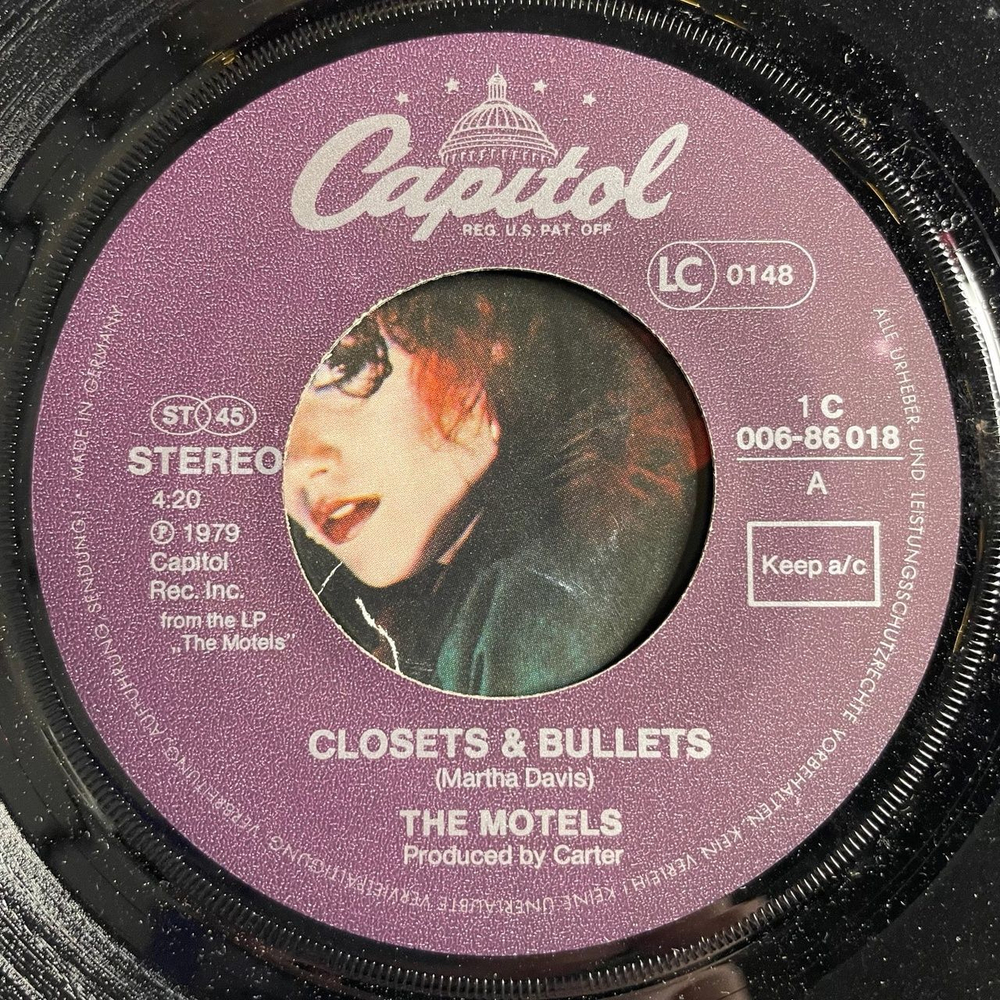 Capitol
REG. U.S. PAT. OFF
LC 0148
ST 45
STEREO
4:20
℗ 1979
Capitol
Rec. Inc.
from the LP
„The Motels”
1 C
006-86 018
A
Keep a/c
CLOSETS & BULLETS
(Martha Davis)
THE MOTELS
Produced by Carter
ALLE URHEBER- UND LEISTUNGSSCHUTZRECHTE VORBEHALTEN. KEIN VERLEIH! KEINE UNERLAUBTE VERVIELFÄLTIGUNG, VERMIETUNG, AUFFÜHRUNG, SENDUNG! • MADE IN GERMANY